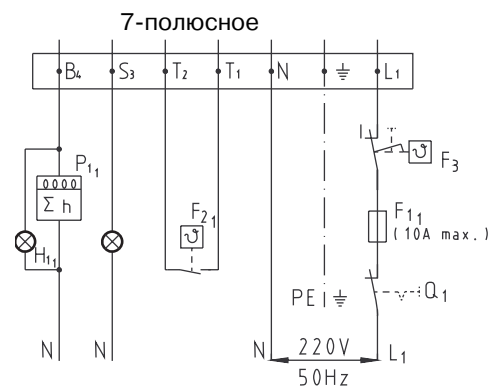 7-полюсное
B4 S3 T2 T1 N L1
I
ϑ F3
P11
0000
Σ h
F21
ϑ
F11
(10A max.)
H11
PE
Q1
N N N 220V L1
50Hz